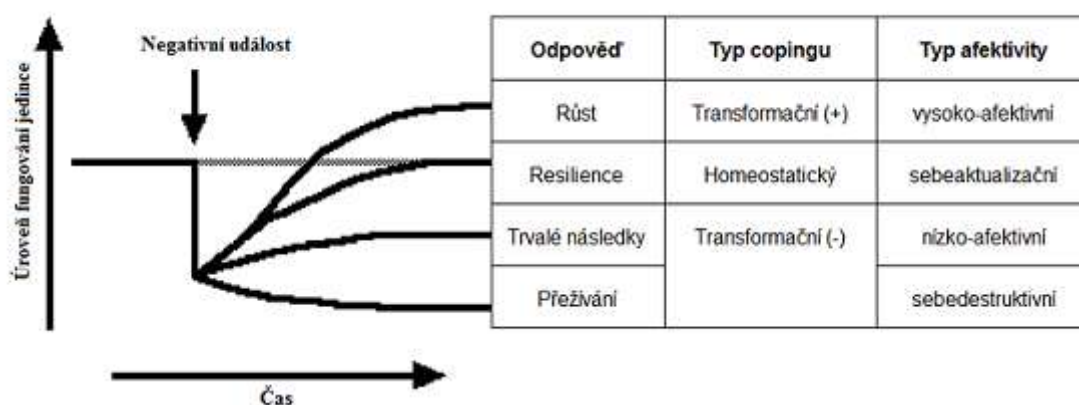 Negativní událost
Úroveň fungování jedince
Čas
Odpověď Typ copingu Typ afektivity
Růst Transformační (+) vysoko-afektivní
Resilience Homeostatický sebeaktualizační
Trvalé následky Transformační (-) nízko-afektivní
Přežívání sebedestruktivní